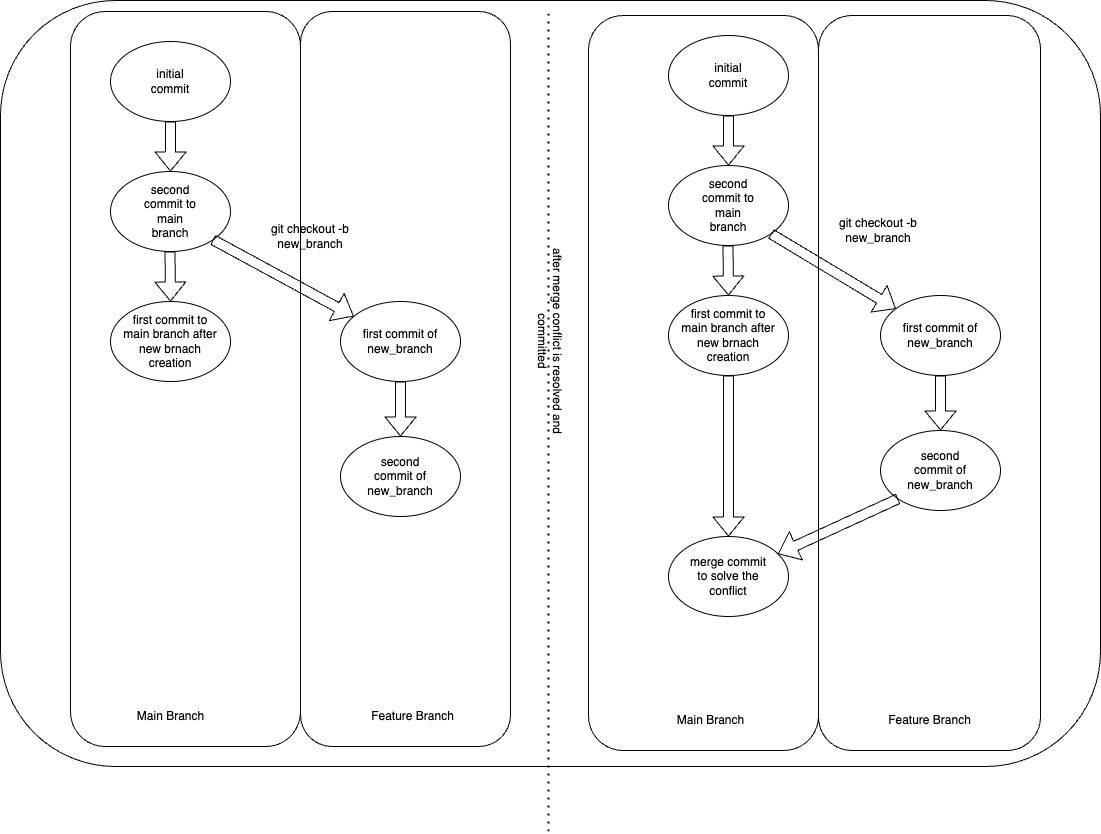 initial
commit
second
commit to
main
branch
git checkout -b
new_branch
first commit to
main branch after
new brnach
creation
first commit of
new_branch
second
commit of
new_branch
Main Branch
Feature Branch
after merge conflict is resolved and
committed
initial
commit
second
commit to
main
branch
git checkout -b
new_branch
first commit to
main branch after
new brnach
creation
first commit of
new_branch
second
commit of
new_branch
merge commit
to solve the
conflict
Main Branch
Feature Branch